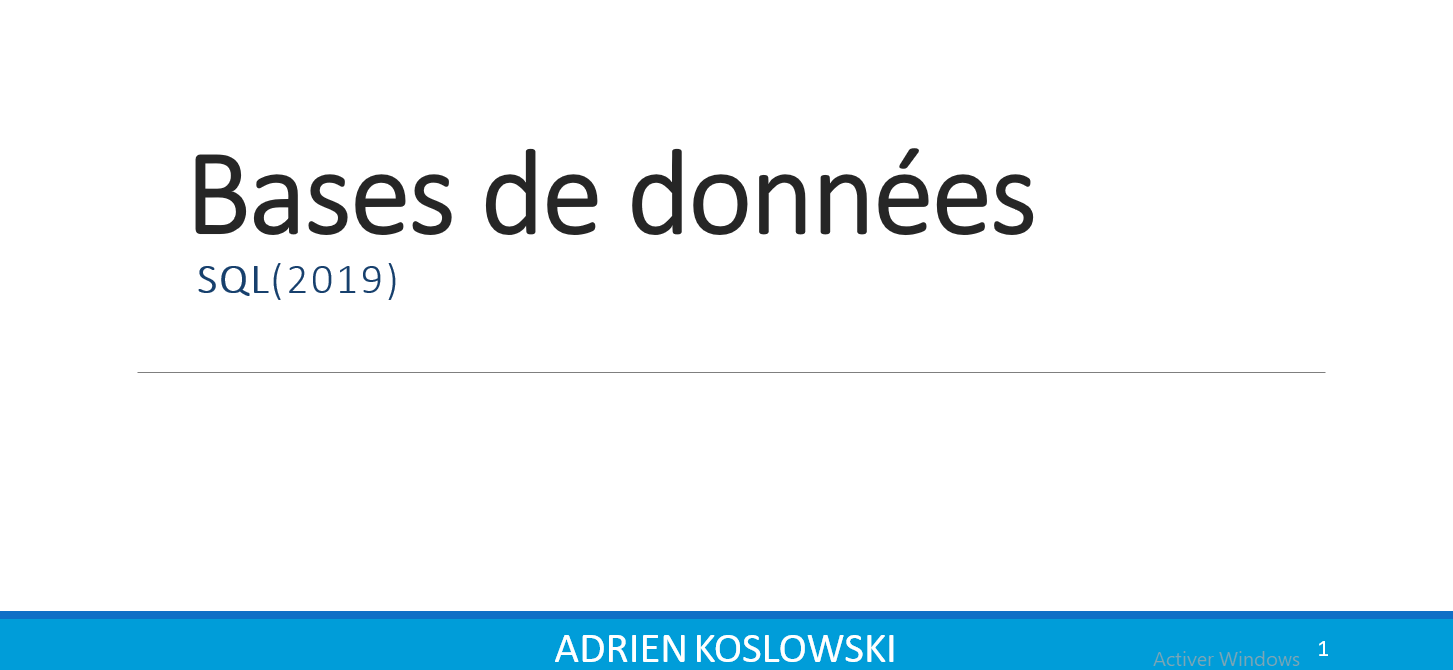 Bases de données
SQL(2019)
ADRIEN KOSLOWSKI
Activer Windows
1